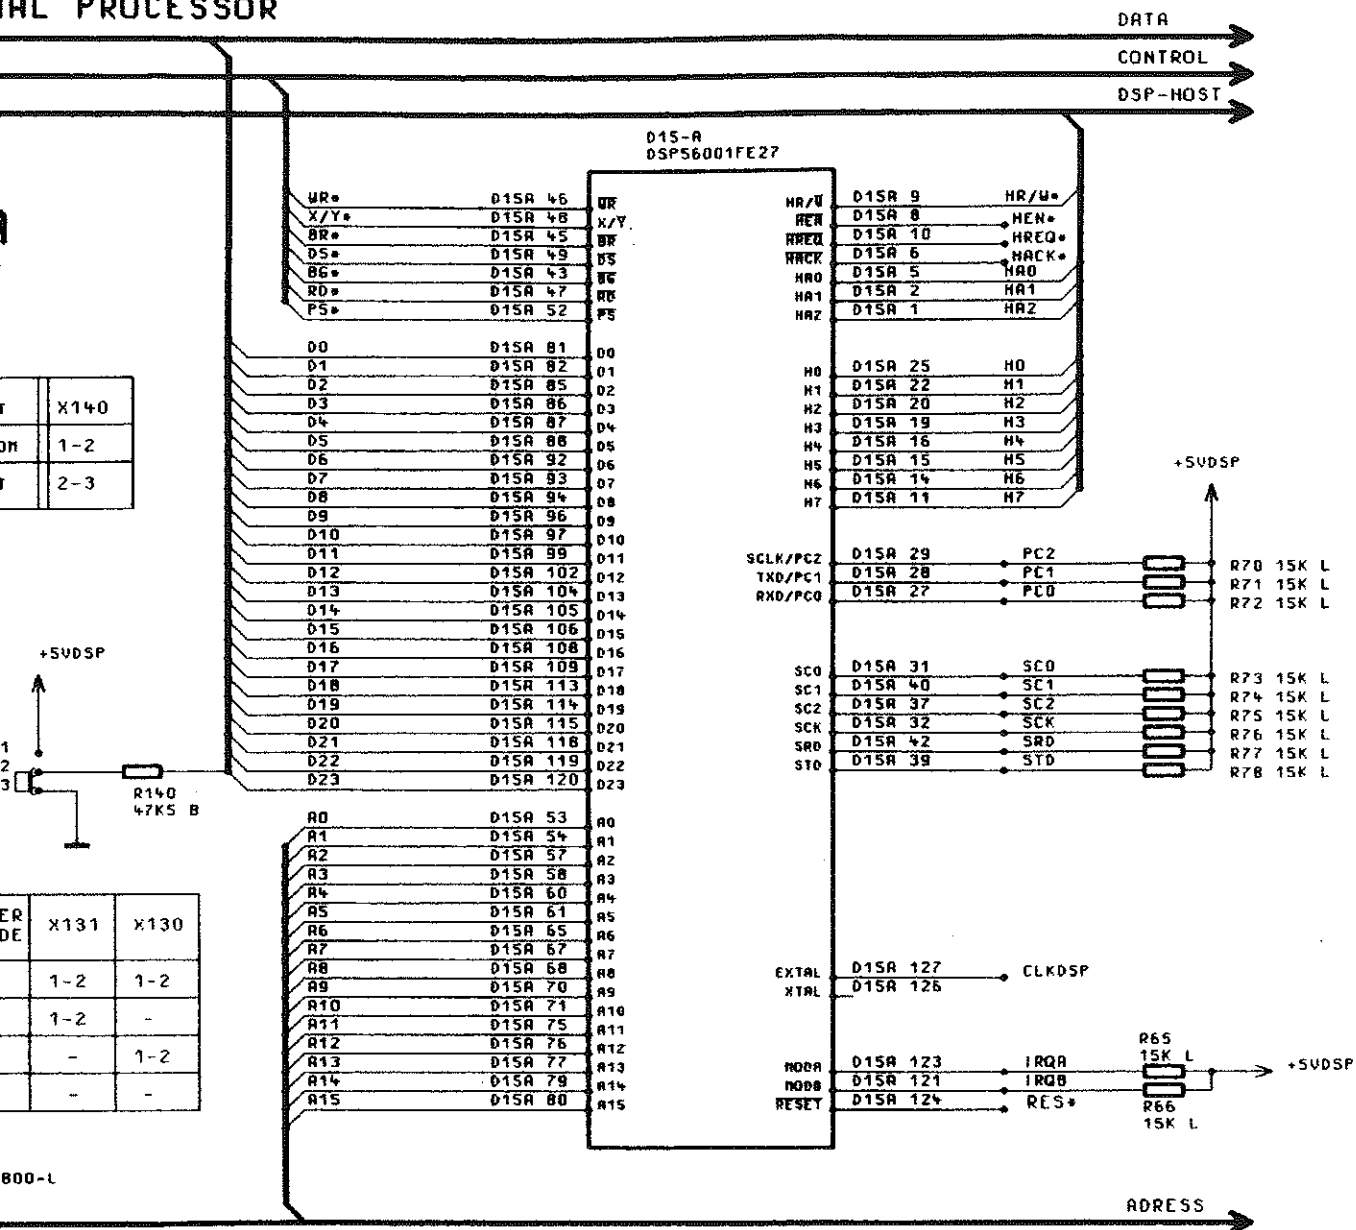 PROCESSOR
DATA
CONTROL
DSP-HOST
D15-A
DSP56001FE27
WR* D15A 46 WR
X/Y* D15A 48 X/Y
BR* D15A 45 BR
DS* D15A 49 DS
BG* D15A 43 BG
RD* D15A 47 RD
PS* D15A 52 PS
HR/W D15A 9 HR/W*
HEN D15A 8 HEN*
HREQ D15A 10 HREQ*
HACK D15A 6 HACK*
HA0 D15A 5 HA0
HA1 D15A 2 HA1
HA2 D15A 1 HA2
D0 D15A 81 D0
D1 D15A 82 D1
D2 D15A 85 D2
D3 D15A 86 D3
D4 D15A 87 D4
D5 D15A 88 D5
D6 D15A 92 D6
D7 D15A 93 D7
D8 D15A 94 D8
D9 D15A 96 D9
D10 D15A 97 D10
D11 D15A 99 D11
D12 D15A 102 D12
D13 D15A 104 D13
D14 D15A 105 D14
D15 D15A 106 D15
D16 D15A 108 D16
D17 D15A 109 D17
D18 D15A 113 D18
D19 D15A 114 D19
D20 D15A 115 D20
D21 D15A 118 D21
D22 D15A 119 D22
D23 D15A 120 D23
H0 D15A 25 H0
H1 D15A 22 H1
H2 D15A 20 H2
H3 D15A 19 H3
H4 D15A 16 H4
H5 D15A 15 H5
H6 D15A 14 H6
H7 D15A 11 H7
+5VDSP
SCLK/PC2 D15A 29 PC2 R70 15K L
TXD/PC1 D15A 28 PC1 R71 15K L
RXD/PC0 D15A 27 PC0 R72 15K L
SC0 D15A 31 SC0 R73 15K L
SC1 D15A 40 SC1 R74 15K L
SC2 D15A 37 SC2 R75 15K L
SCK D15A 32 SCK R76 15K L
SRD D15A 42 SRD R77 15K L
STD D15A 39 STD R78 15K L
X140
1-2
2-3
+5VDSP
1
2
3
R140
47K5 B
A0 D15A 53 A0
A1 D15A 54 A1
A2 D15A 57 A2
A3 D15A 58 A3
A4 D15A 60 A4
A5 D15A 61 A5
A6 D15A 65 A6
A7 D15A 67 A7
A8 D15A 68 A8
A9 D15A 70 A9
A10 D15A 71 A10
A11 D15A 75 A11
A12 D15A 76 A12
A13 D15A 77 A13
A14 D15A 79 A14
A15 D15A 80 A15
X131 X130
1-2 1-2
1-2 -
- 1-2
- -
EXTAL D15A 127 CLKDSP
XTAL D15A 126
R65
15K L
MODA D15A 123 IRQA +5VDSP
MODB D15A 121 IRQB
RESET D15A 124 RES*
R66
15K L
800-L
ADRESS